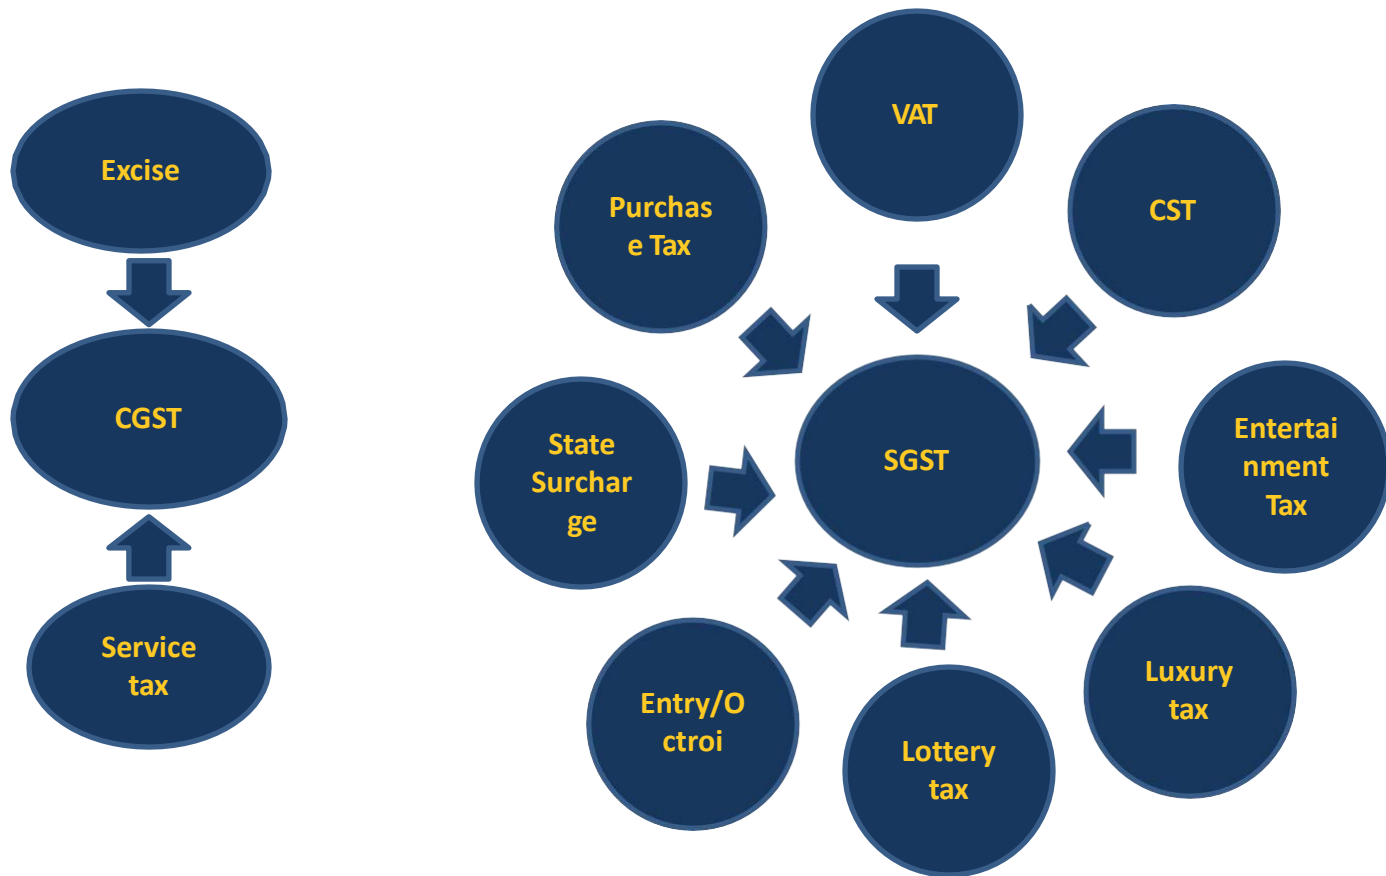 Excise
CGST
Service
tax
VAT
CST
Purchas
e Tax
State
Surchar
ge
SGST
Entertai
nment
Tax
Entry/O
ctroi
Lottery
tax
Luxury
tax